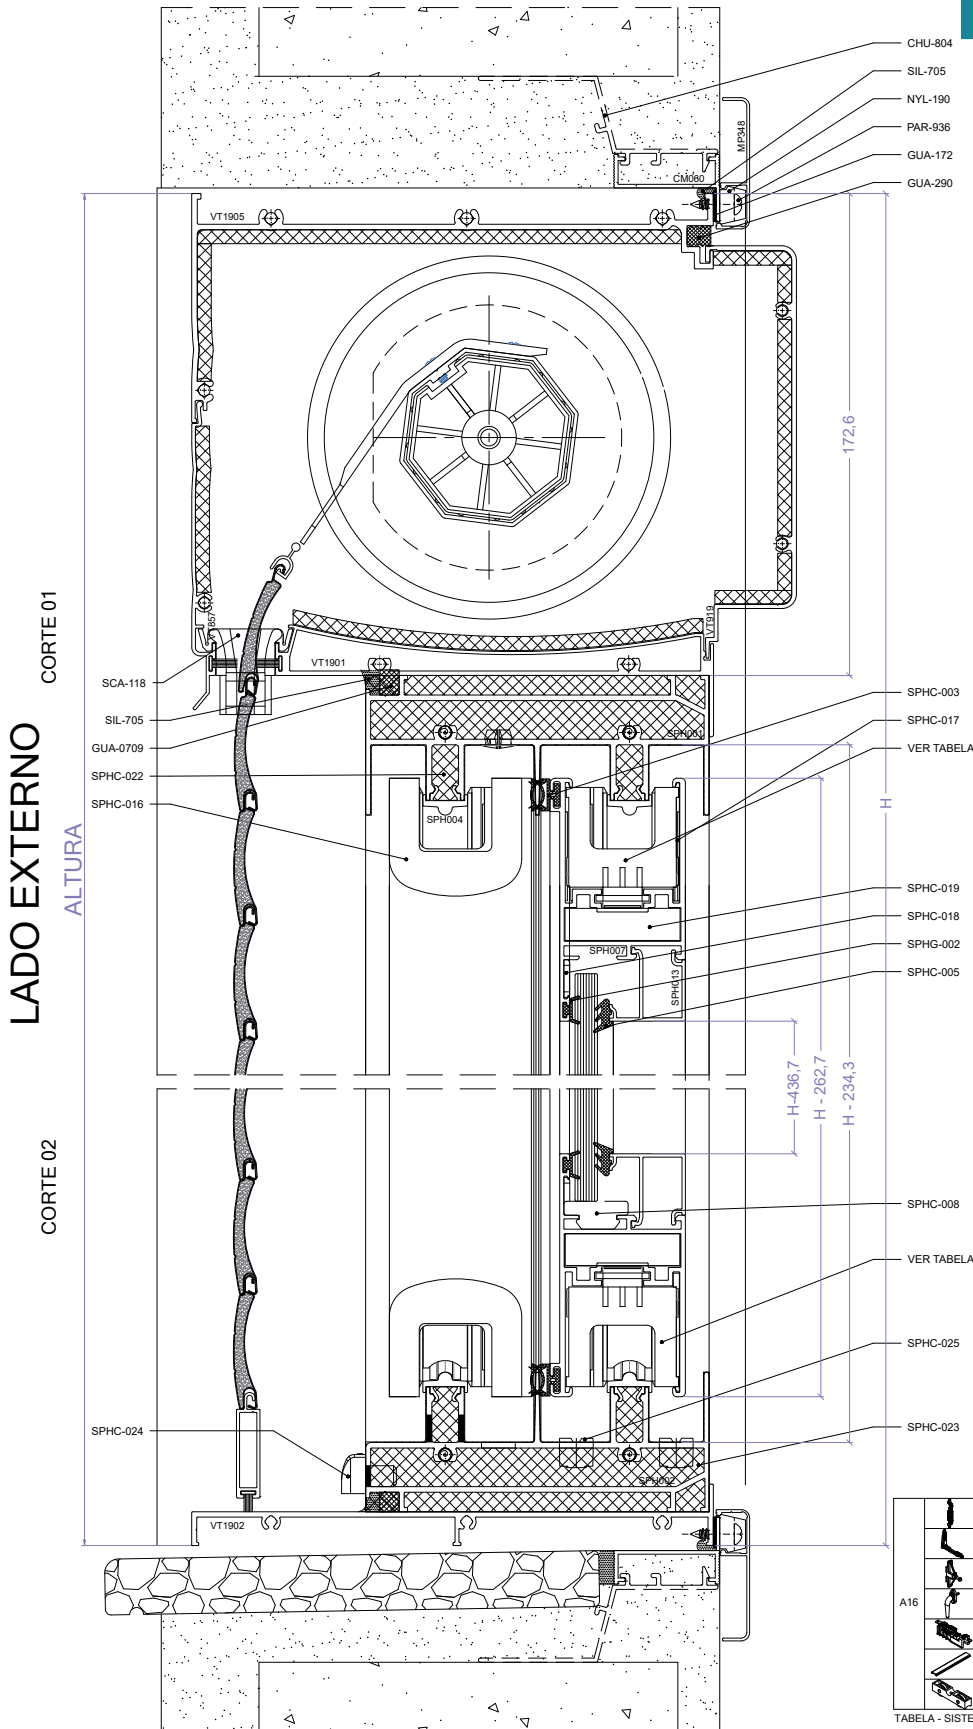 CHU-804
SIL-705
NYL-190
PAR-936
GUA-172
GUA-290
MP348
CM060
VT1905
172,6
CORTE 01
VT857
VT919
VT1901
SCA-118
SIL-705
GUA-0709
SPHC-022
SPHC-016
SPH001
SPH004
SPHC-003
SPHC-017
VER TABELA
H
LADO EXTERNO
ALTURA
SPHC-019
SPHC-018
SPHG-002
SPHC-005
SPH007
SPH013
H-436,7
H - 262,7
H - 234,3
CORTE 02
SPHC-008
VER TABELA
SPHC-025
SPHC-023
SPHC-024
SPH002
VT1902
A16
TABELA - SISTE